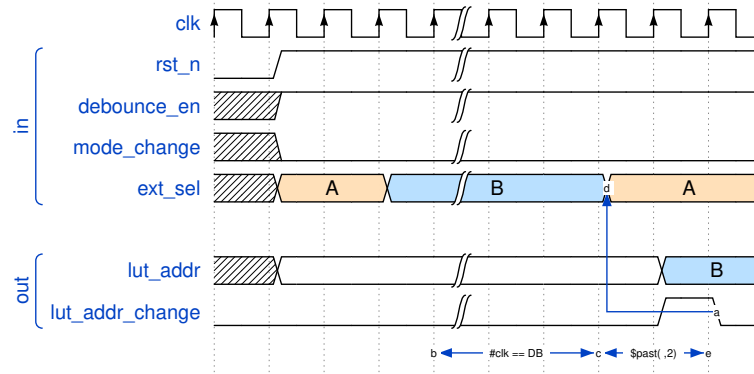 clk
rst_n
debounce_en
mode_change
in
ext_sel A B d A
lut_addr B
out
lut_addr_change a
b #clk == DB c $past( ,2) e